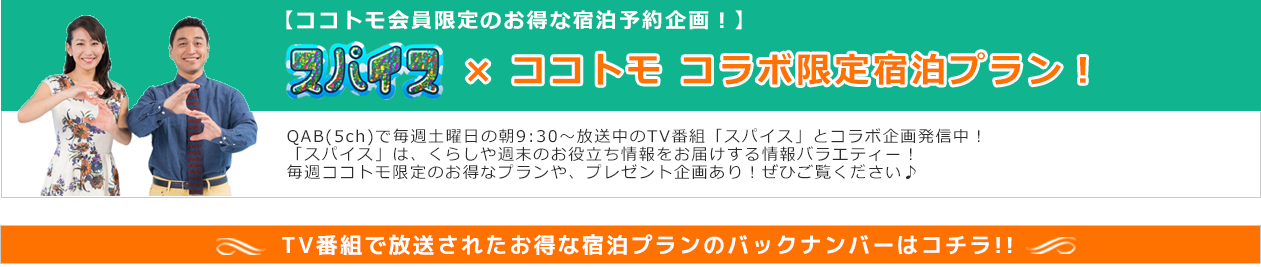 【ココトモ会員限定のお得な宿泊予約企画！】
スパイス × ココトモ コラボ限定宿泊プラン！
QAB(5ch)で毎週土曜日の朝9:30～放送中のTV番組「スパイス」とコラボ企画発信中！
「スパイス」は、くらしや週末のお役立ち情報をお届けする情報バラエティー！
毎週ココトモ限定のお得なプランや、プレゼント企画あり！ぜひご覧ください♪
TV番組で放送されたお得な宿泊プランのバックナンバーはコチラ!!